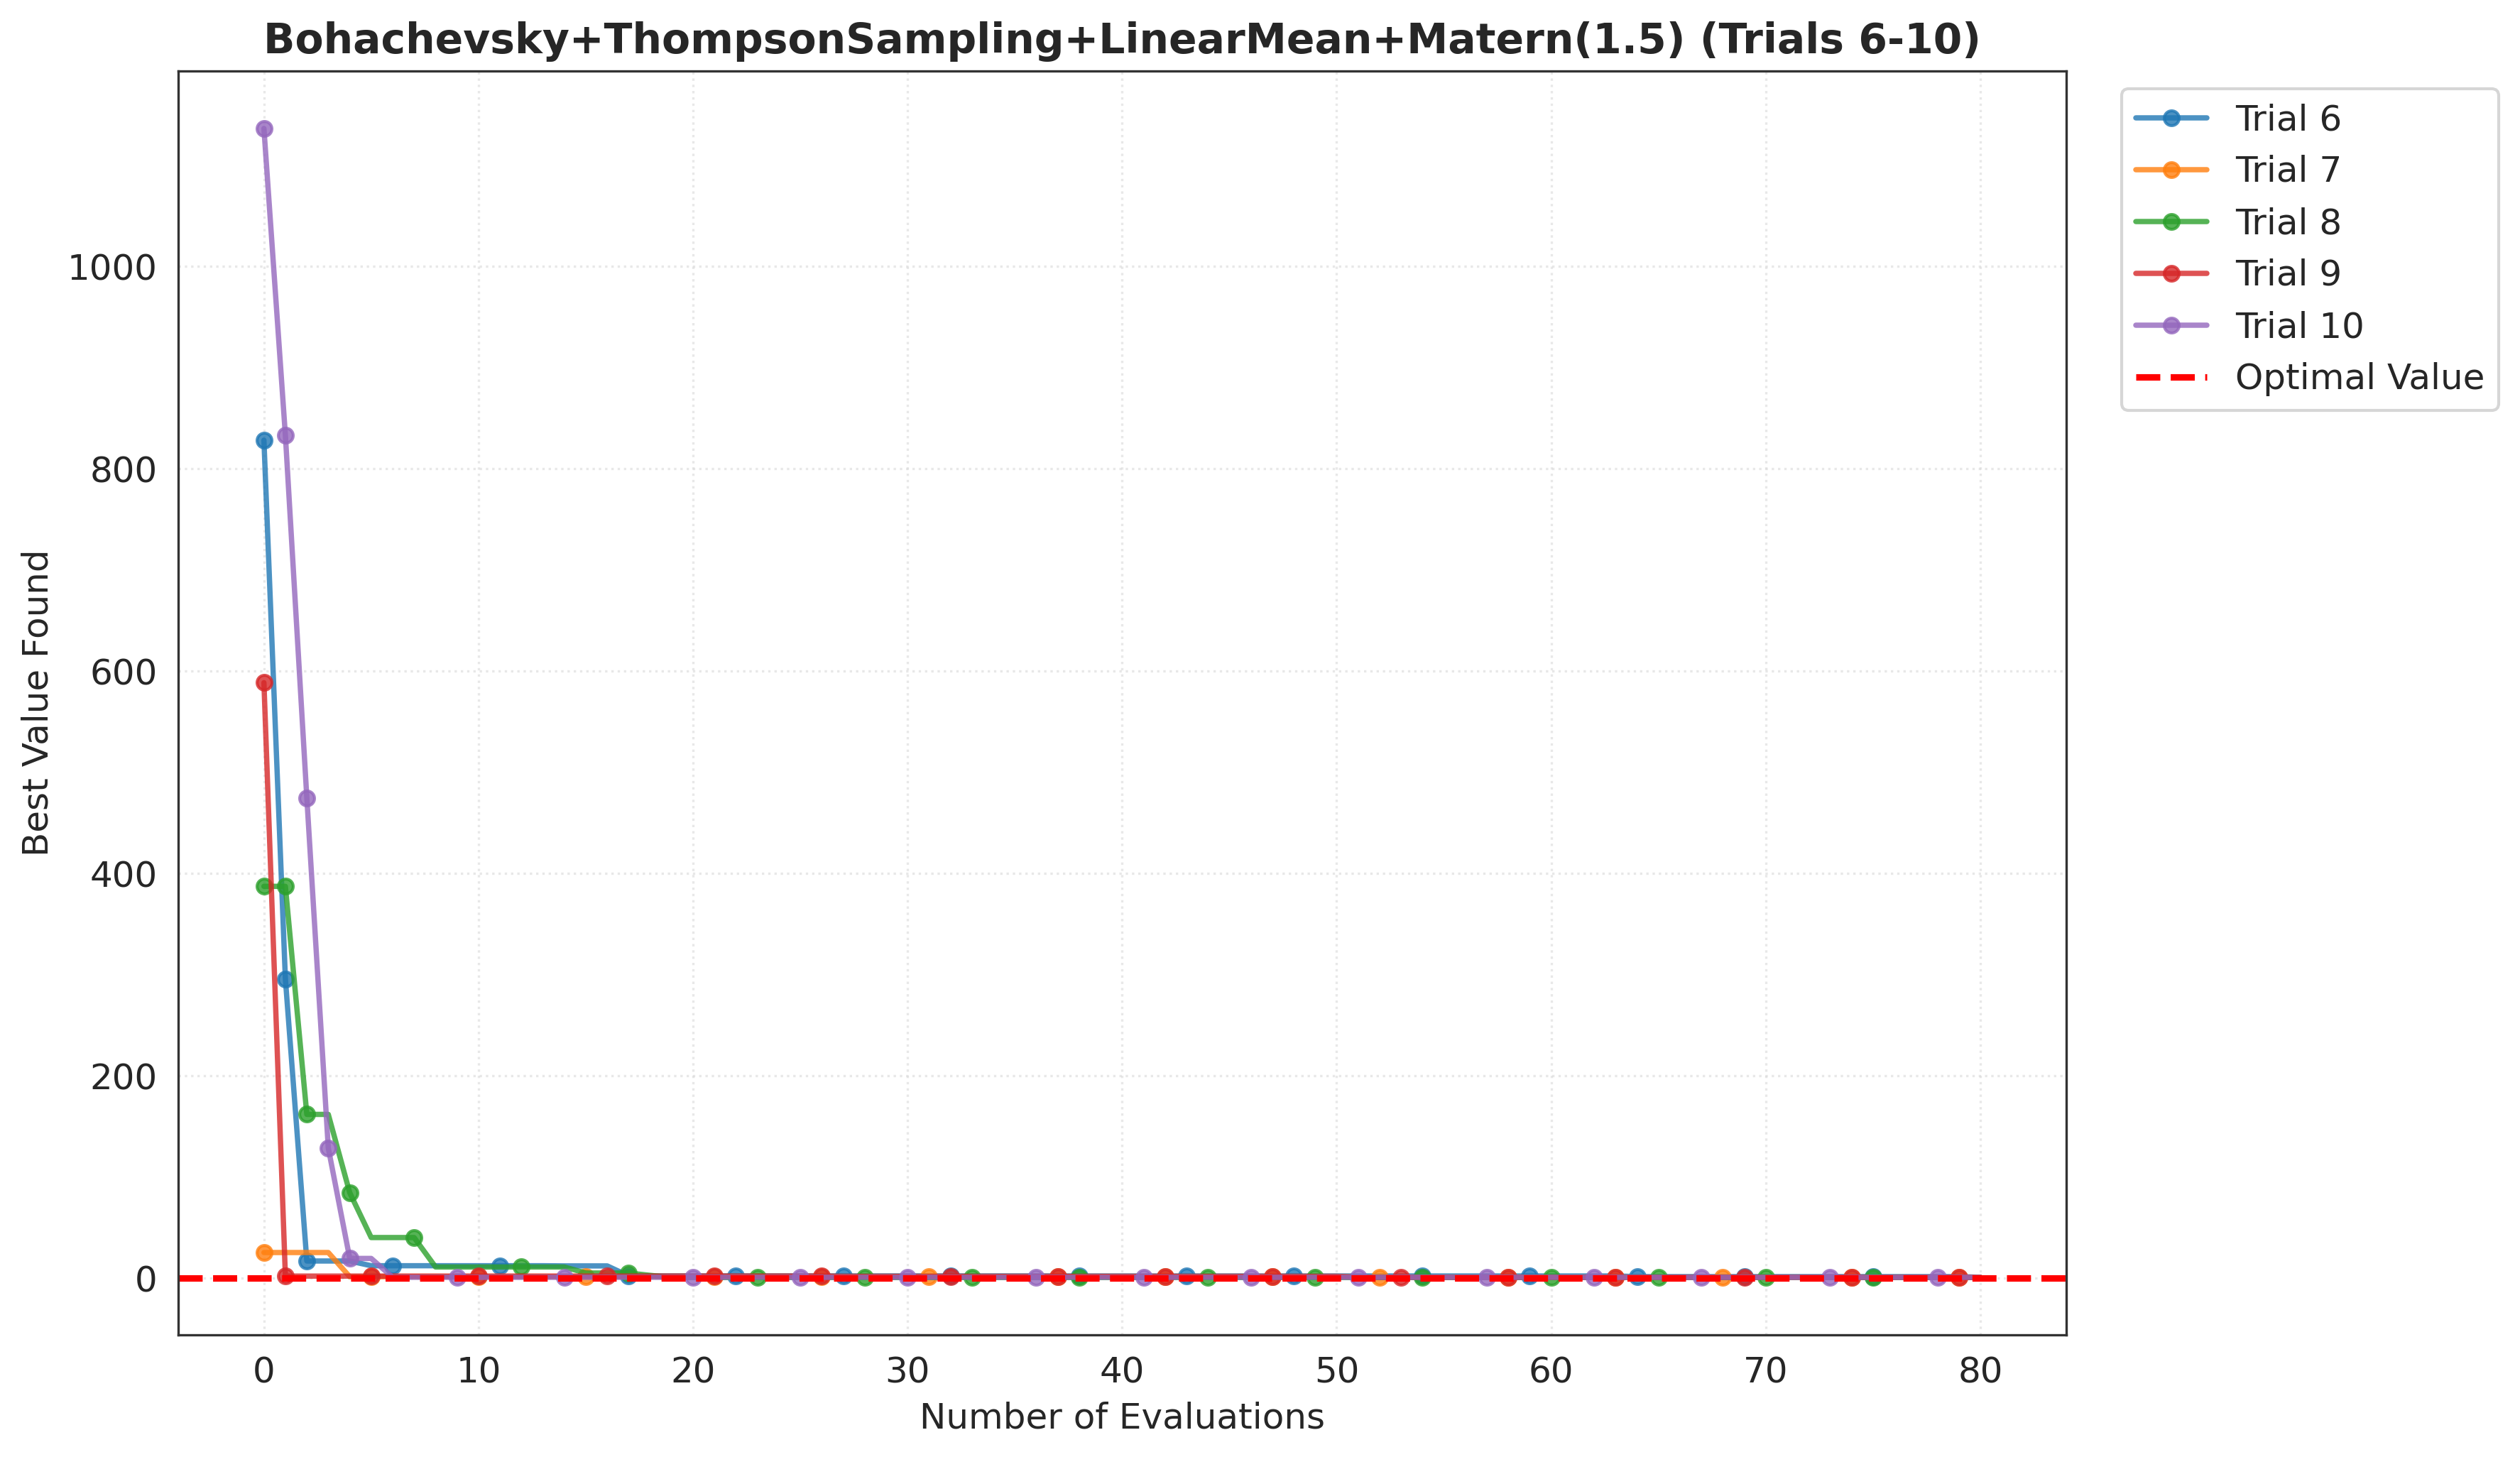 Bohachevsky+ThompsonSampling+LinearMean+Matern(1.5) (Trials 6-10)
Trial 6
Trial 7
Trial 8
Trial 9
Trial 10
Optimal Value
Best Value Found
1000
800
600
400
200
0
0 10 20 30 40 50 60 70 80
Number of Evaluations